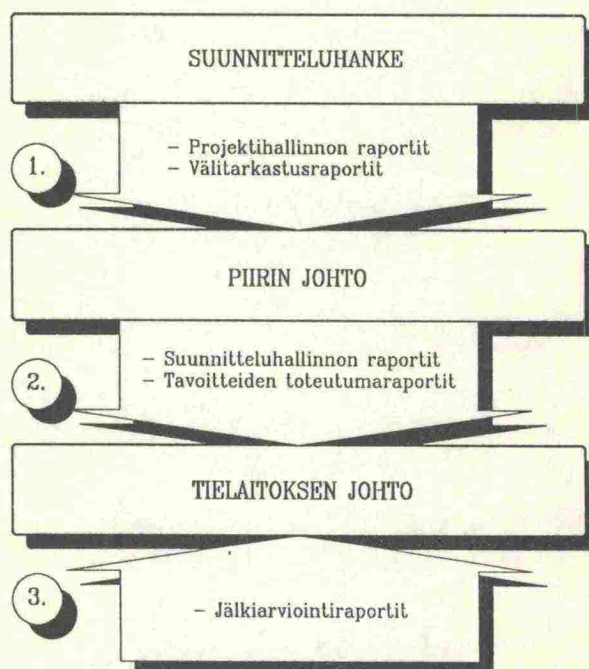 SUUNNITTELUHANKE
1.
– Projektihallinnon raportit
– Välitarkastusraportit
PIIRIN JOHTO
2.
– Suunnitteluhallinnon raportit
– Tavoitteiden toteutumaraportit
TIELAITOKSEN JOHTO
3.
– Jälkiarviointiraportit